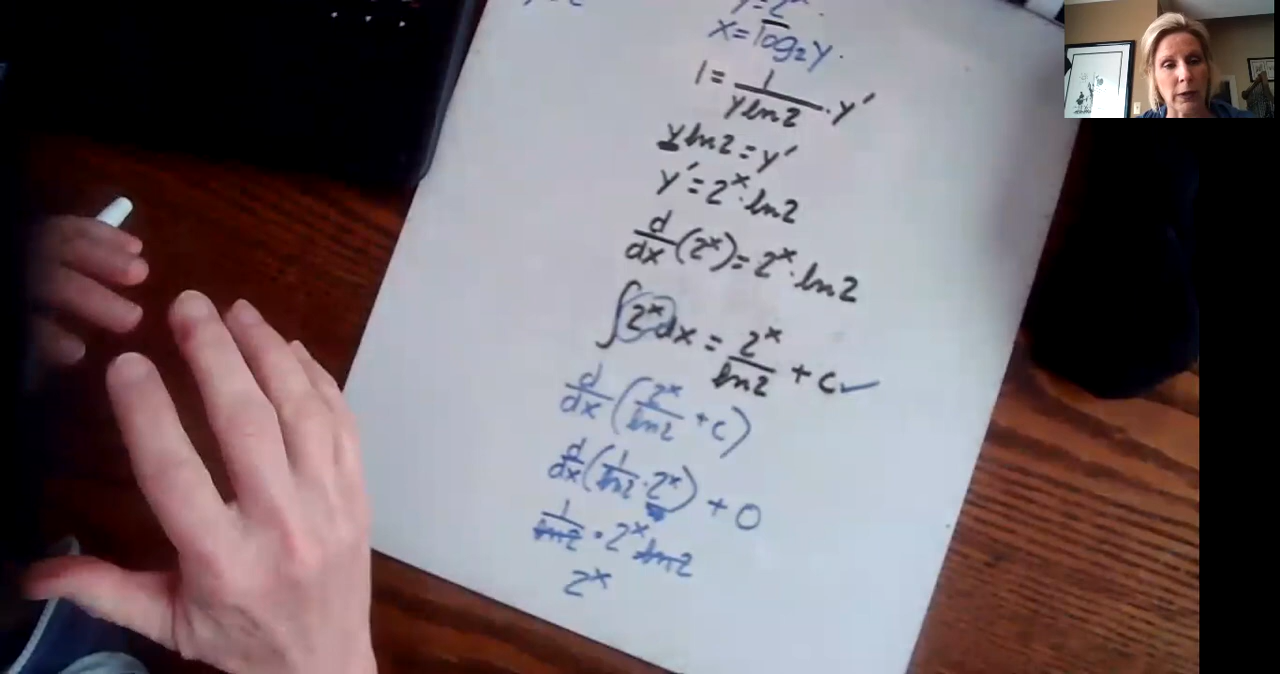 y=2ˣ.
x=log₂y.
1=1/(y ln2)·y′
y ln2=y′
y′=2ˣ·ln2
d/dx(2ˣ)=2ˣ·ln2
∫2ˣdx=2ˣ/ln2+c✓
d/dx(2ˣ/ln2+c)
d/dx(1/ln2·2ˣ)+0
1/ln2·2ˣ ln2
2ˣ